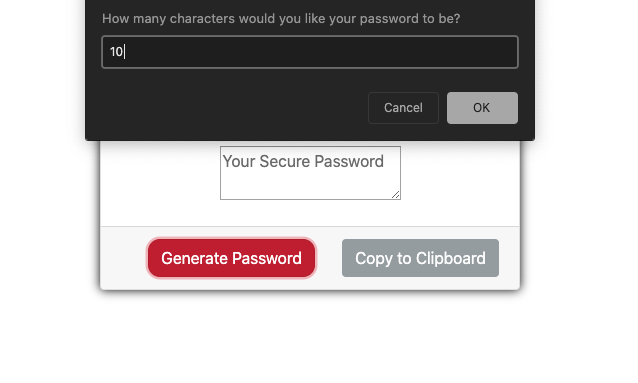 How many characters would you like your password to be?
10
Cancel OK
Your Secure Password
Generate Password Copy to Clipboard